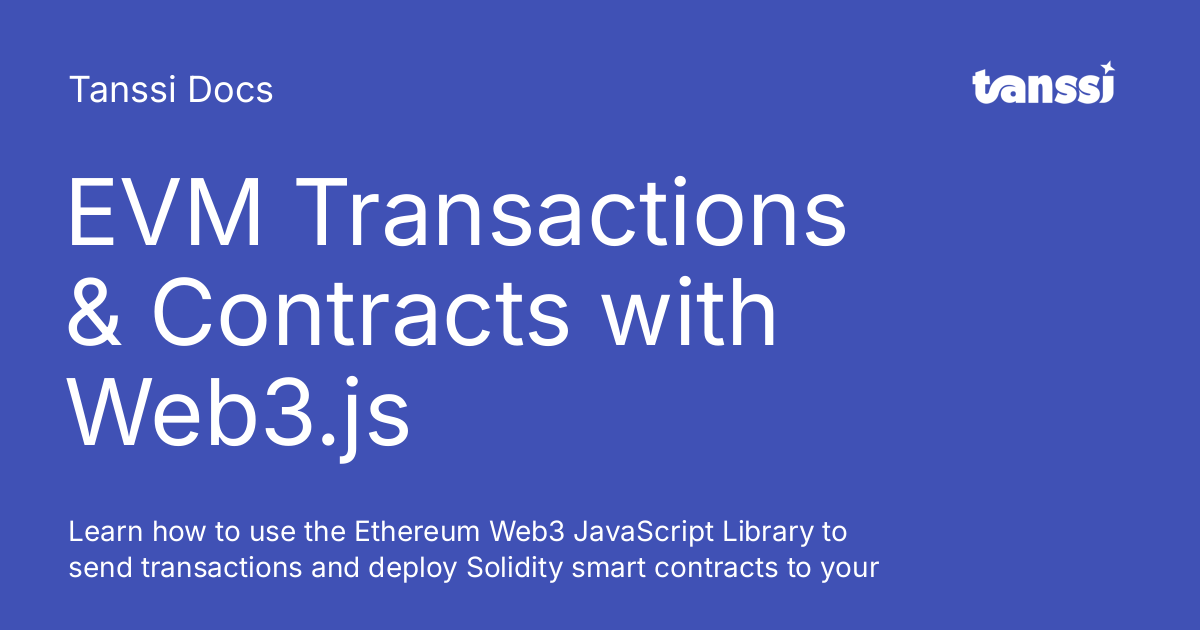 Tanssi Docs
tanssi
EVM Transactions
& Contracts with
Web3.js
Learn how to use the Ethereum Web3 JavaScript Library to
send transactions and deploy Solidity smart contracts to your